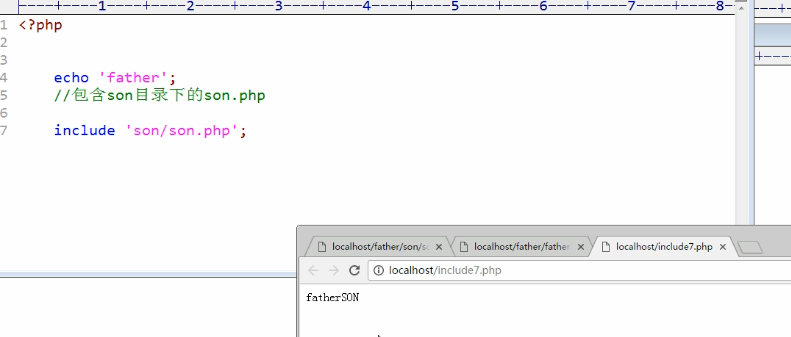 ----+----1----+----2----+----3----+----4----+----5----+----6----+----7----+----8--
1 <?php
2
3
4 echo 'father';
5 //包含son目录下的son.php
6
7 include 'son/son.php';
localhost/father/son/so
localhost/father/father
localhost/include7.php
localhost/include7.php
fatherSON